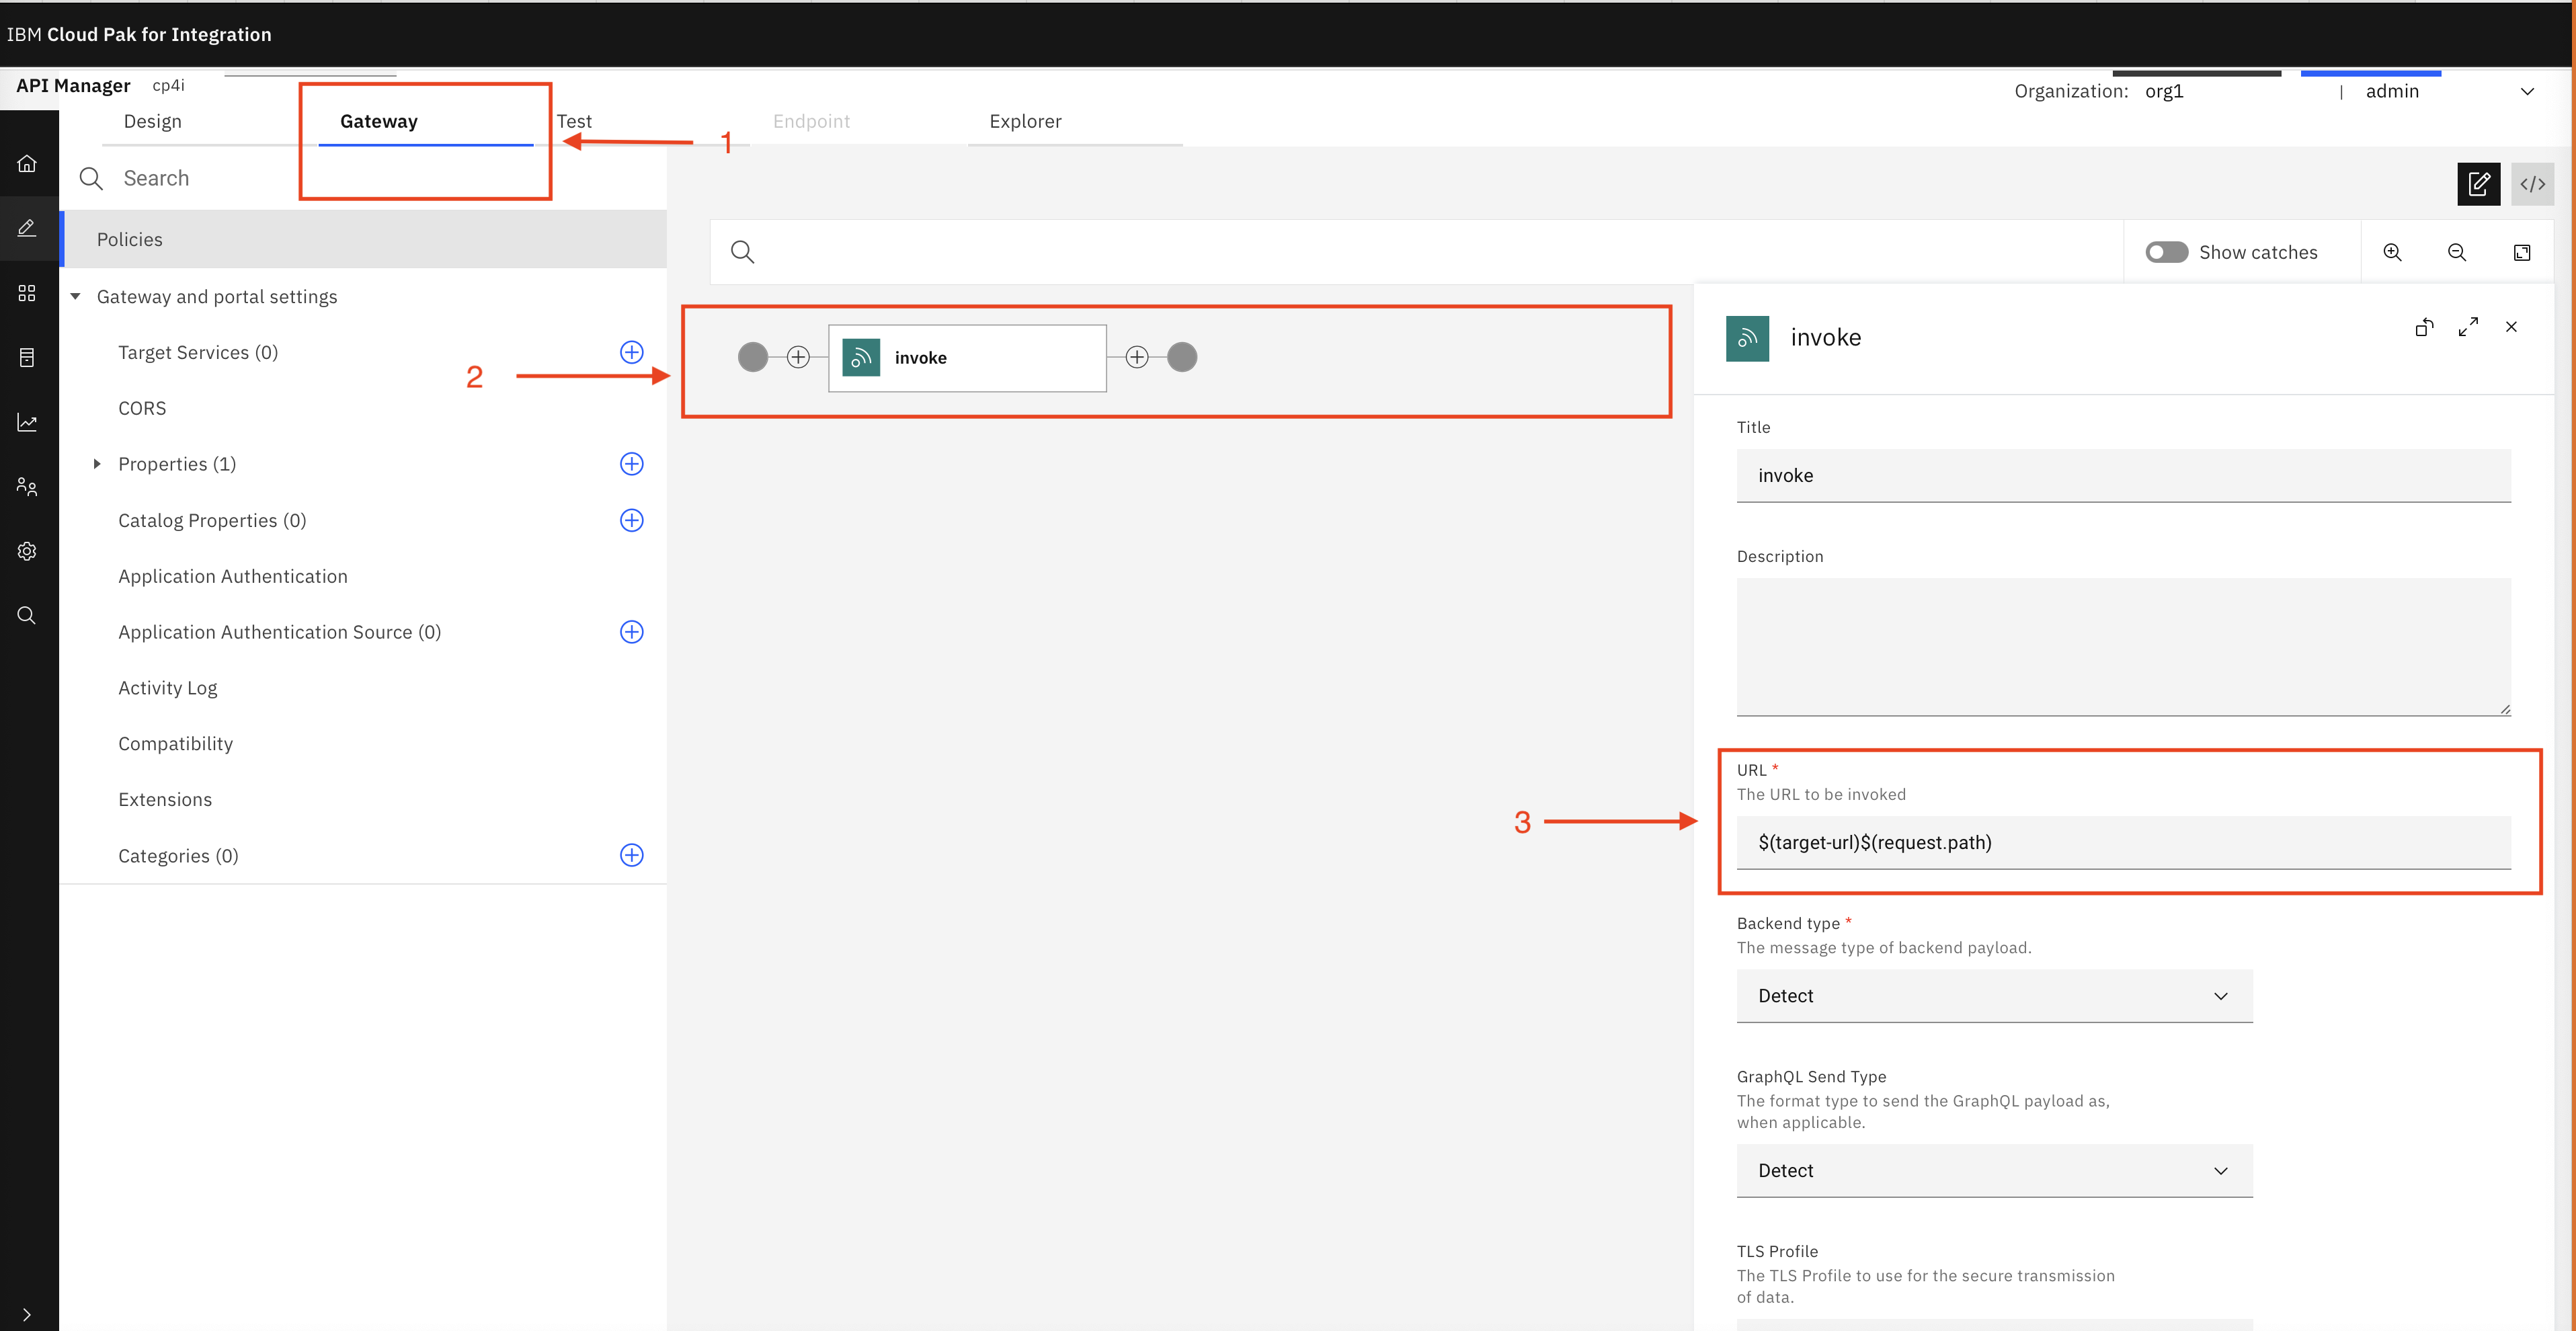 IBM Cloud Pak for Integration
API Manager cp4i
Organization: org1 | admin
Design Gateway Test Endpoint Explorer
1
Search
Policies
Show catches
Gateway and portal settings
Target Services (0)
CORS
Properties (1)
Catalog Properties (0)
Application Authentication
Application Authentication Source (0)
Activity Log
Compatibility
Extensions
Categories (0)
2
invoke
invoke
Title
invoke
Description
3
URL *
The URL to be invoked
$(target-url)$(request.path)
Backend type *
The message type of backend payload.
Detect
GraphQL Send Type
The format type to send the GraphQL payload as,
when applicable.
Detect
TLS Profile
The TLS Profile to use for the secure transmission
of data.